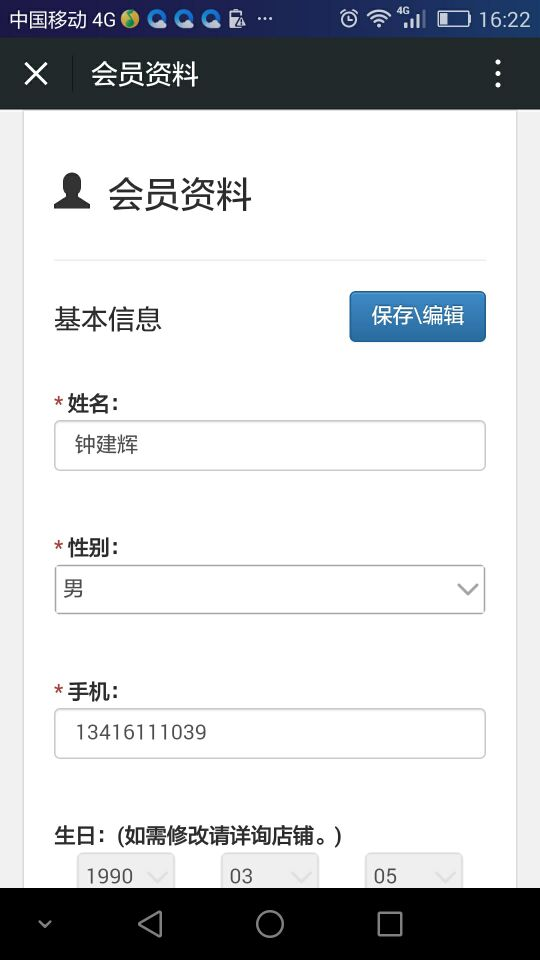 中国移动 4G 4G 16:22
会员资料
会员资料
基本信息 保存\编辑
* 姓名：
钟建辉
* 性别：
男
* 手机：
13416111039
生日：(如需修改请详询店铺。)
1990 03 05